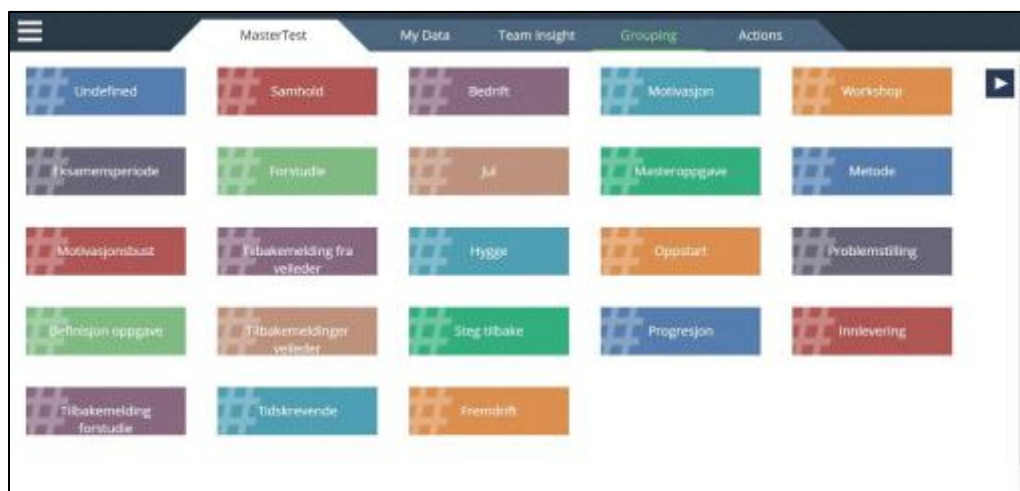 MasterTest My Data Team insight Grouping Actions
# Undefined # Samhold # Bedrift # Motivasjon # Workshop
# Eksamensperiode # Forstudie # Jul # Masteroppgave # Metode
# Motivasjonsbust # Tilbakemelding fra veileder # Hygge # Oppstart # Problemstilling
# Definisjon oppgave # Tilbakemeldinger veileder # Steg tilbake # Progresjon # Innlevering
# Tilbakemelding forstudie # Tidskrevende # Fremdrift